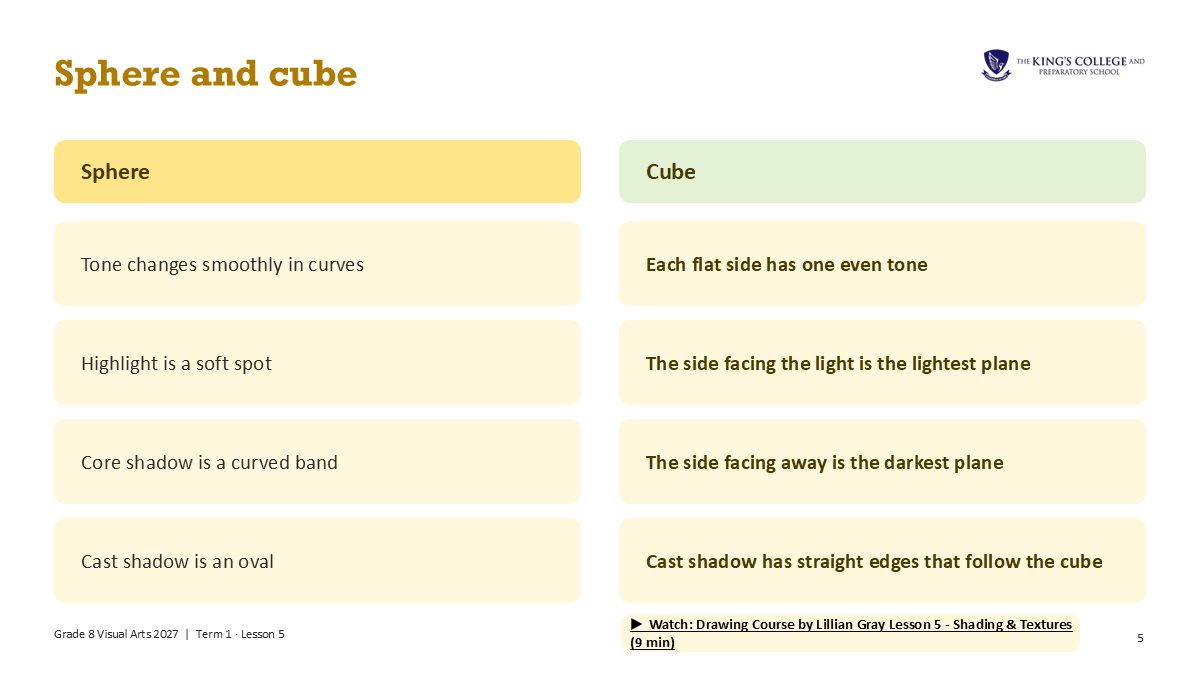 Sphere and cube
THE KING'S COLLEGE AND
PREPARATORY SCHOOL
Sphere
Cube
Tone changes smoothly in curves
Each flat side has one even tone
Highlight is a soft spot
The side facing the light is the lightest plane
Core shadow is a curved band
The side facing away is the darkest plane
Cast shadow is an oval
Cast shadow has straight edges that follow the cube
Grade 8 Visual Arts 2027 | Term 1 · Lesson 5
▶ Watch: Drawing Course by Lillian Gray Lesson 5 - Shading & Textures
(9 min)
5